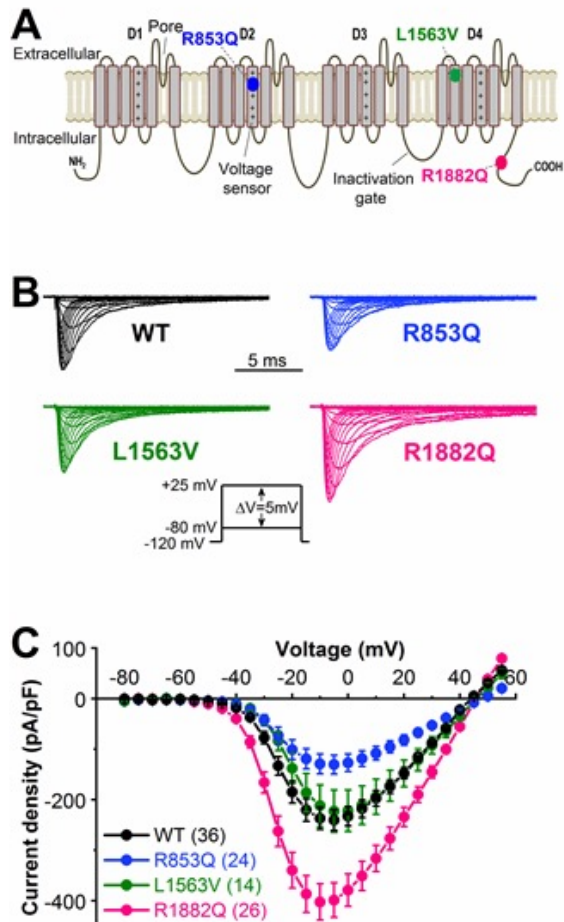 A
D1
Pore
R853Q
D2
D3
L1563V
D4
Extracellular
Intracellular
NH₂
Voltage
sensor
Inactivation
gate
R1882Q
COOH
B
WT
R853Q
5 ms
L1563V
R1882Q
+25 mV
ΔV=5mV
-80 mV
-120 mV
C
Voltage (mV)
-80 -60 -40 -20 0 20 40 60
Current density (pA/pF)
100
0
-200
-400
WT (36)
R853Q (24)
L1563V (14)
R1882Q (26)